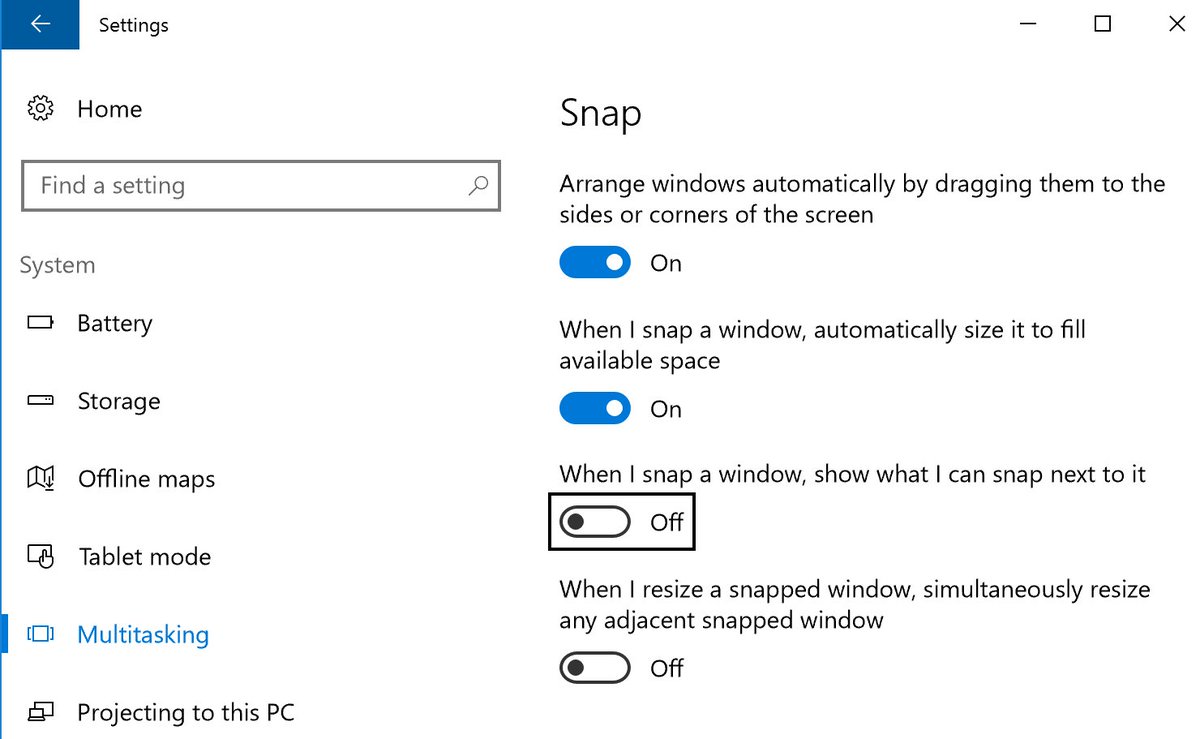 Settings
Home
Find a setting
System
Battery
Storage
Offline maps
Tablet mode
Multitasking
Projecting to this PC
Snap
Arrange windows automatically by dragging them to the
sides or corners of the screen
On
When I snap a window, automatically size it to fill
available space
On
When I snap a window, show what I can snap next to it
Off
When I resize a snapped window, simultaneously resize
any adjacent snapped window
Off